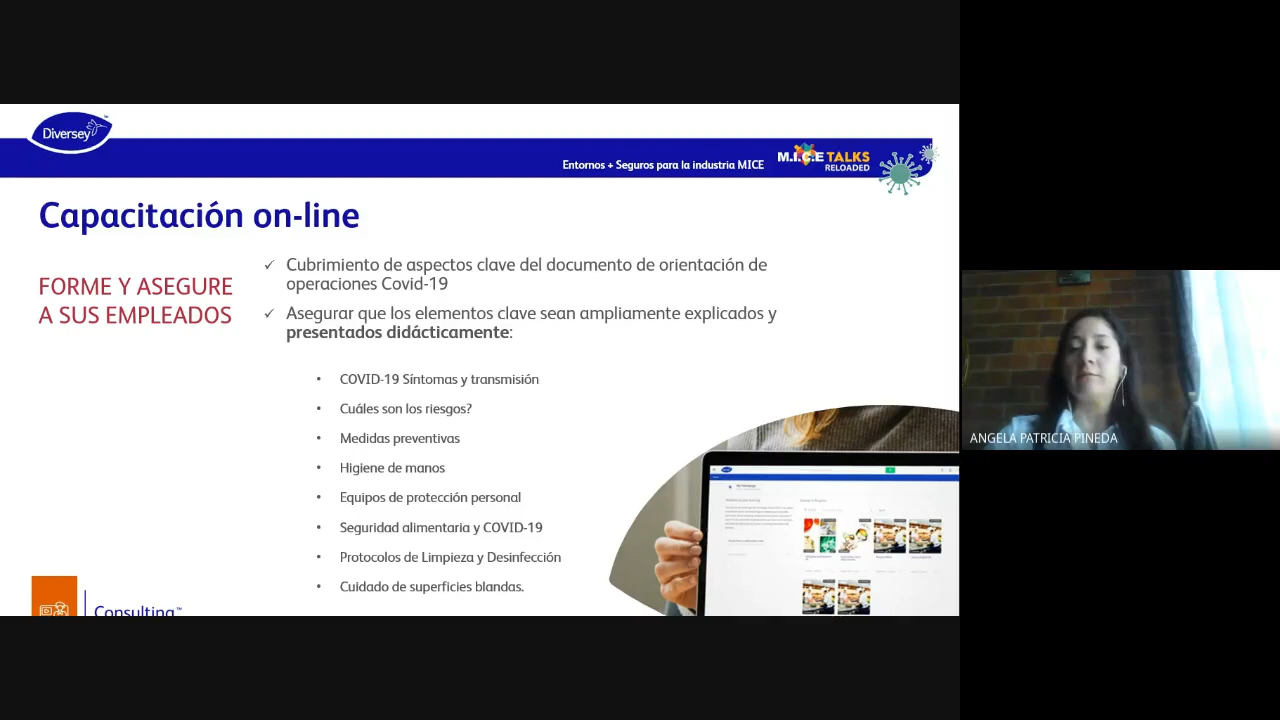 Diversey
Entornos + Seguros para la industria MICE
M.I.C.E TALKS
RELOADED
Capacitación on-line
FORME Y ASEGURE
A SUS EMPLEADOS
✓ Cubrimiento de aspectos clave del documento de orientación de
operaciones Covid-19
✓ Asegurar que los elementos clave sean ampliamente explicados y
presentados didácticamente:
• COVID-19 Síntomas y transmisión
• Cuáles son los riesgos?
• Medidas preventivas
• Higiene de manos
• Equipos de protección personal
• Seguridad alimentaria y COVID-19
• Protocolos de Limpieza y Desinfección
• Cuidado de superficies blandas.
Consulting™
ANGELA PATRICIA PINEDA